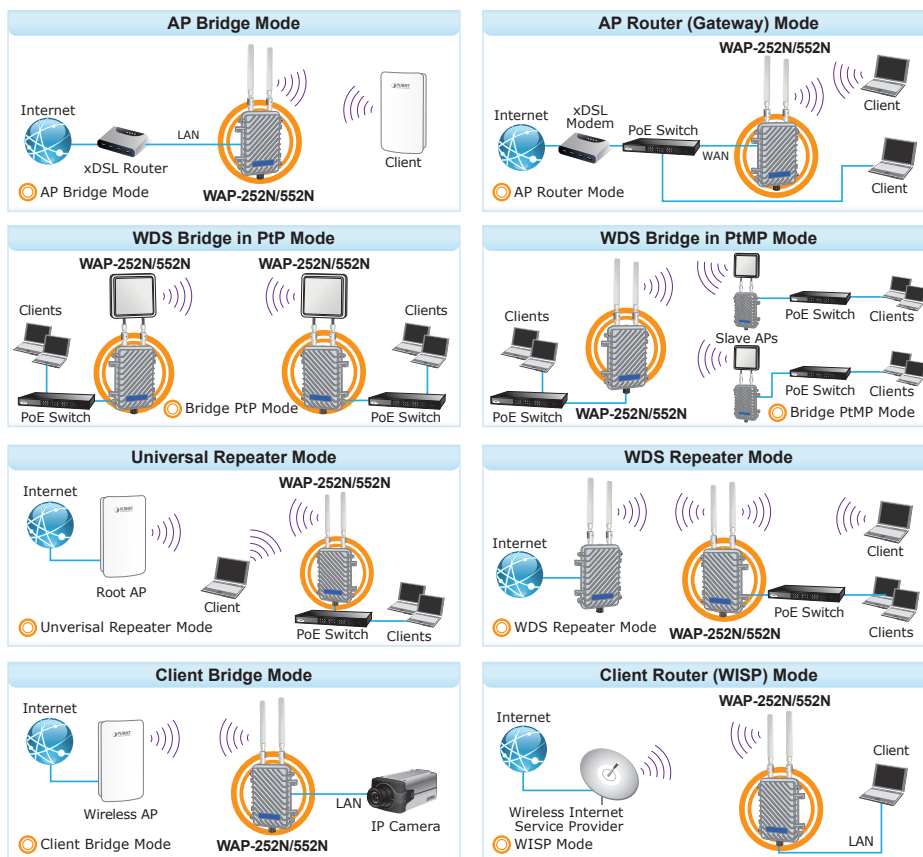 AP Bridge Mode
Internet
LAN
xDSL Router
WAP-252N/552N
PLANET
Client
AP Bridge Mode
AP Router (Gateway) Mode
WAP-252N/552N
Internet
xDSL
Modem
PoE Switch
WAN
Client
Client
AP Router Mode
WDS Bridge in PtP Mode
WAP-252N/552N
WAP-252N/552N
Clients
Clients
PoE Switch
Bridge PtP Mode
PoE Switch
WDS Bridge in PtMP Mode
WAP-252N/552N
Clients
PoE Switch
Clients
Slave APs
PoE Switch
Clients
PoE Switch
WAP-252N/552N
Bridge PtMP Mode
Universal Repeater Mode
WAP-252N/552N
Internet
PLANET
Root AP
Client
PoE Switch
Clients
Unverisal Repeater Mode
WDS Repeater Mode
Internet
Client
PoE Switch
Clients
WDS Repeater Mode
WAP-252N/552N
Client Bridge Mode
Internet
PLANET
Wireless AP
LAN
IP Camera
Client Bridge Mode
WAP-252N/552N
Client Router (WISP) Mode
WAP-252N/552N
Internet
Client
Wireless Internet
Service Provider
LAN
WISP Mode